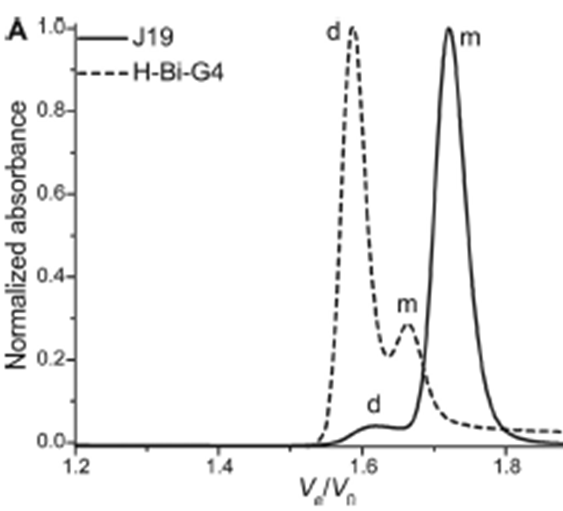 A
J19
H-Bi-G4
d
m
m
d
Normalized absorbance
1.0
0.8
0.6
0.4
0.2
0.0
1.2 1.4 1.6 1.8
Ve/V0